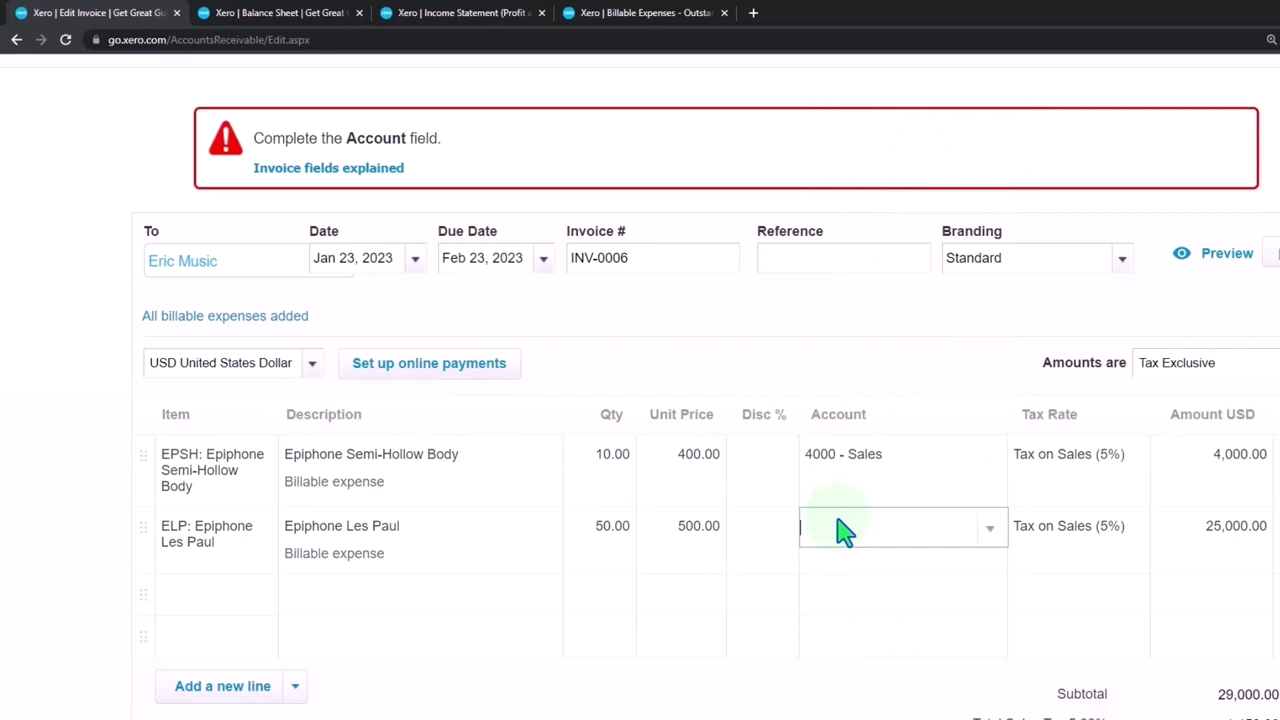 Xero | Edit Invoice | Get Great Gu
Xero | Balance Sheet | Get Great
Xero | Income Statement (Profit a
Xero | Billable Expenses - Outsta
go.xero.com/AccountsReceivable/Edit.aspx
Complete the Account field.
Invoice fields explained
To Date Due Date Invoice # Reference Branding
Eric Music Jan 23, 2023 Feb 23, 2023 INV-0006 Standard Preview
All billable expenses added
USD United States Dollar Set up online payments Amounts are Tax Exclusive
Item Description Qty Unit Price Disc % Account Tax Rate Amount USD
EPSH: Epiphone Semi-Hollow Body Epiphone Semi-Hollow Body 10.00 400.00 4000 - Sales Tax on Sales (5%) 4,000.00
Billable expense
ELP: Epiphone Les Paul Epiphone Les Paul 50.00 500.00 Tax on Sales (5%) 25,000.00
Billable expense
Add a new line
Subtotal 29,000.00